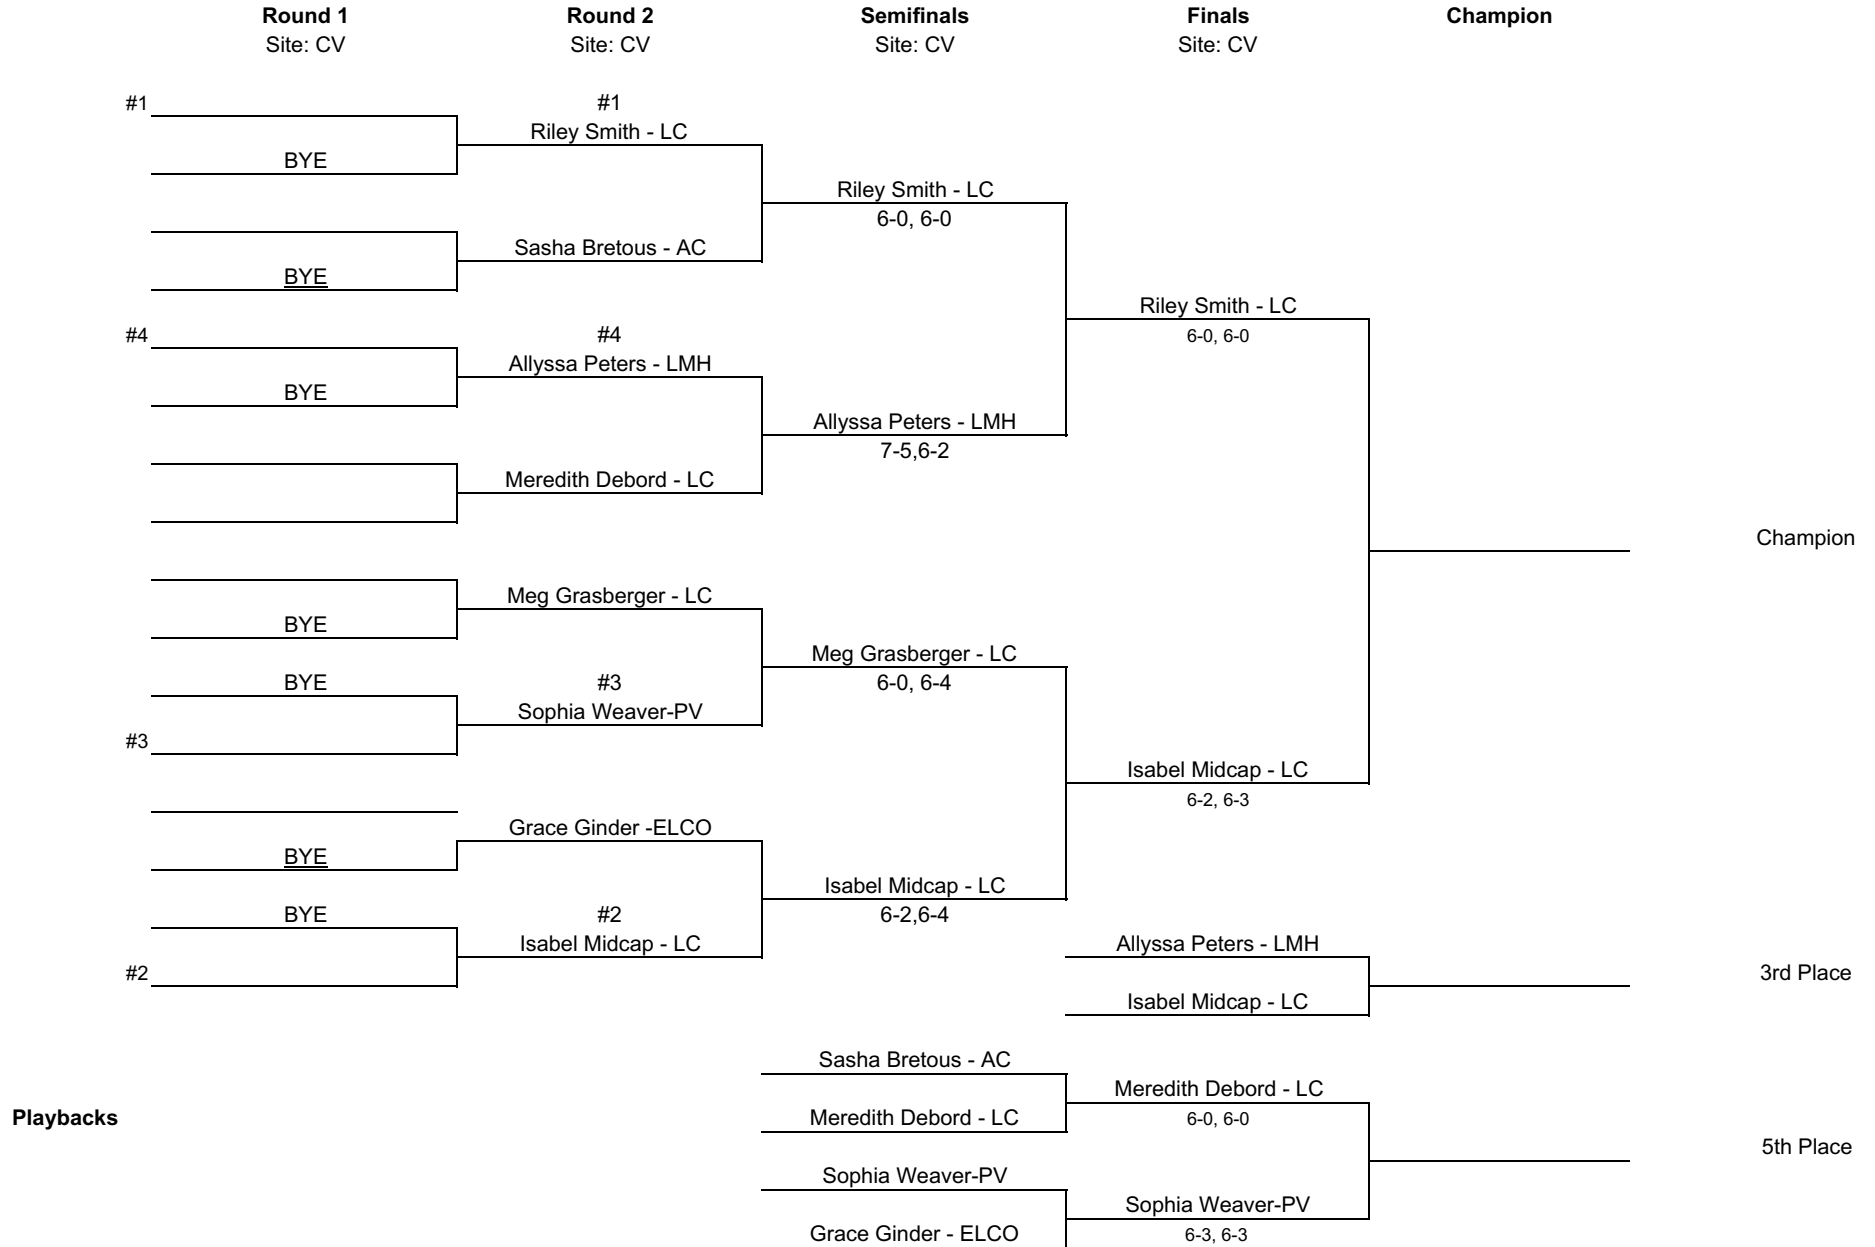 Round 1 Round 2 Semifinals Finals Champion
Site: CV Site: CV Site: CV Site: CV
#1 #1
Riley Smith - LC
BYE
Riley Smith - LC
6-0, 6-0
Sasha Bretous - AC
BYE
Riley Smith - LC
#4 #4 6-0, 6-0
Allyssa Peters - LMH
BYE
Allyssa Peters - LMH
7-5,6-2
Meredith Debord - LC
Champion
Meg Grasberger - LC
BYE
Meg Grasberger - LC
BYE #3 6-0, 6-4
Sophia Weaver-PV
#3
Isabel Midcap - LC
6-2, 6-3
Grace Ginder -ELCO
BYE
Isabel Midcap - LC
BYE #2 6-2,6-4
Isabel Midcap - LC Allyssa Peters - LMH
#2 3rd Place
Isabel Midcap - LC
Sasha Bretous - AC
Meredith Debord - LC
Playbacks Meredith Debord - LC 6-0, 6-0
5th Place
Sophia Weaver-PV
Sophia Weaver-PV
Grace Ginder - ELCO 6-3, 6-3